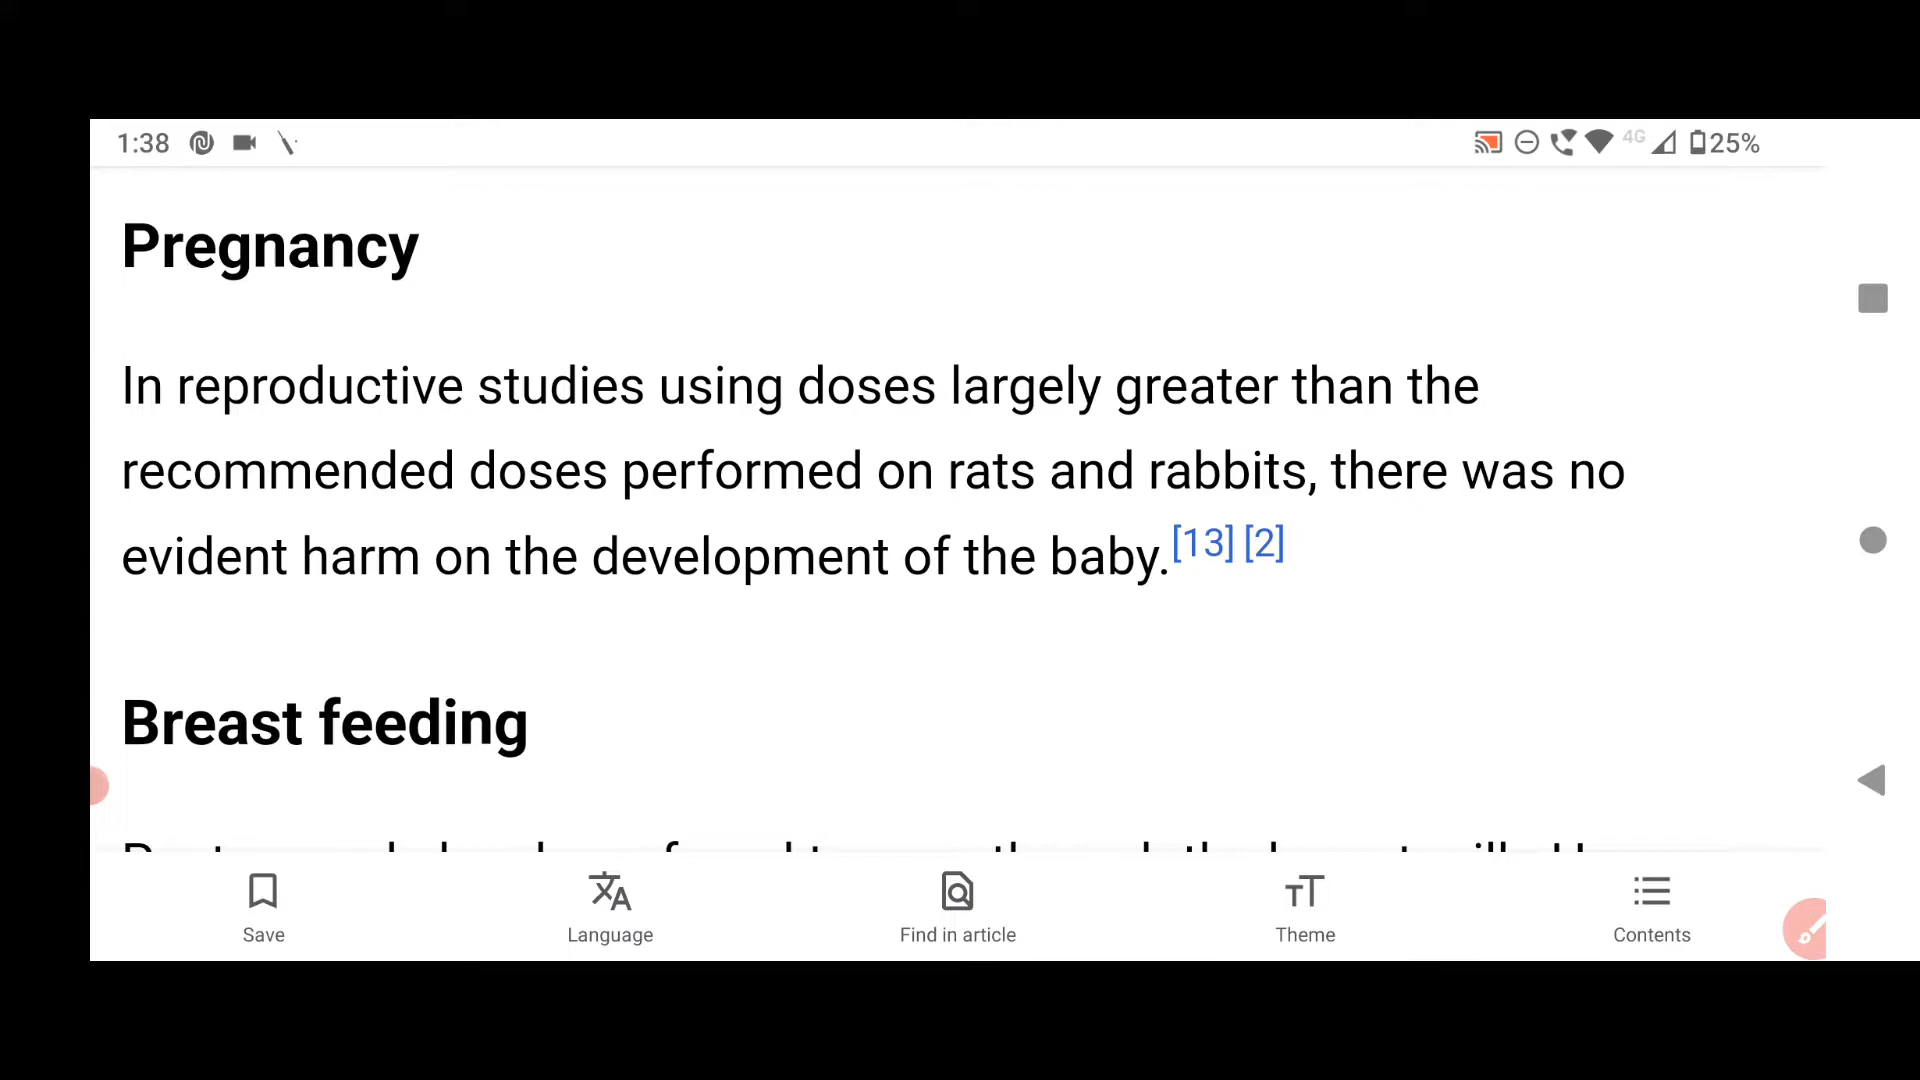 1:38
4G
25%
Pregnancy
In reproductive studies using doses largely greater than the
recommended doses performed on rats and rabbits, there was no
evident harm on the development of the baby.[13] [2]
Breast feeding
Save
Language
Find in article
Theme
Contents